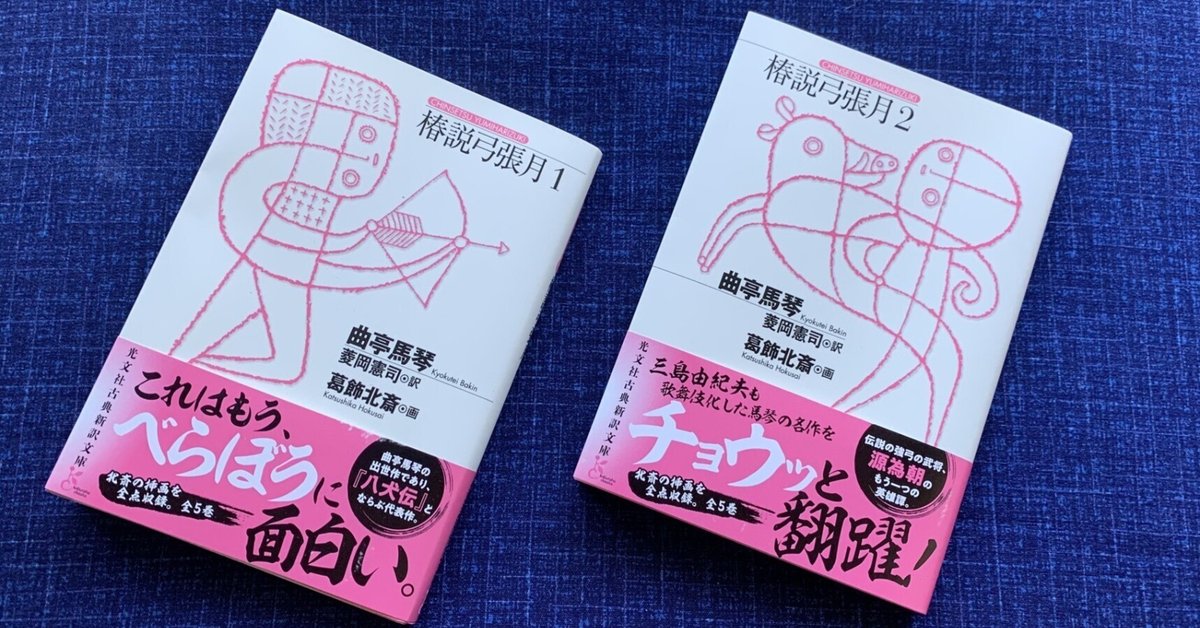 CHINSETSU YUMIHARIZUKI
椿説弓張月 1
曲亭馬琴 Kyokutei Bakin
菱岡憲司◉訳
葛飾北斎◉画
Katsushika Hokusai
光文社古典新訳文庫
これはもう、
べらぼうに
面白い。
曲亭馬琴の
出世作であり、
『八犬伝』と
ならぶ代表作。
北斎の挿画を
全点収録。全5巻
CHINSETSU YUMIHARIZUKI
椿説弓張月 2
曲亭馬琴 Kyokutei Bakin
菱岡憲司◉訳
葛飾北斎◉画
Katsushika Hokusai
光文社古典新訳文庫
三島由紀夫も
歌舞伎化した馬琴の名作を
チョウッと
翻躍!
伝説の強弓の武将、
源為朝の
もう一つの
英雄譚。
北斎の挿画を
全点収録。全5巻